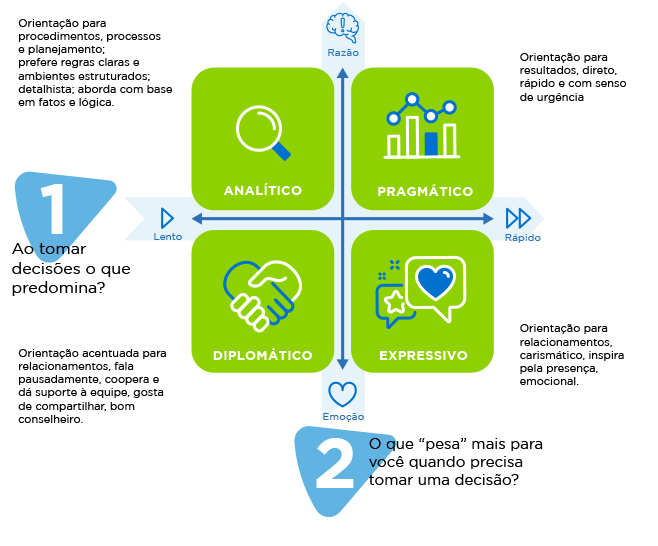 Orientação para
procedimentos, processos
e planejamento;
prefere regras claras e
ambientes estruturados;
detalhista; aborda com base
em fatos e lógica.
Razão
Orientação para
resultados, direto,
rápido e com senso
de urgência
ANALÍTICO
PRAGMÁTICO
1
Ao tomar
decisões o que
predomina?
Lento
Rápido
DIPLOMÁTICO
EXPRESSIVO
Orientação acentuada para
relacionamentos, fala
pausadamente, coopera e
dá suporte à equipe, gosta
de compartilhar, bom
conselheiro.
Orientação para
relacionamentos,
carismático, inspira
pela presença,
emocional.
Emoção
2
O que “pesa” mais para
você quando precisa
tomar uma decisão?